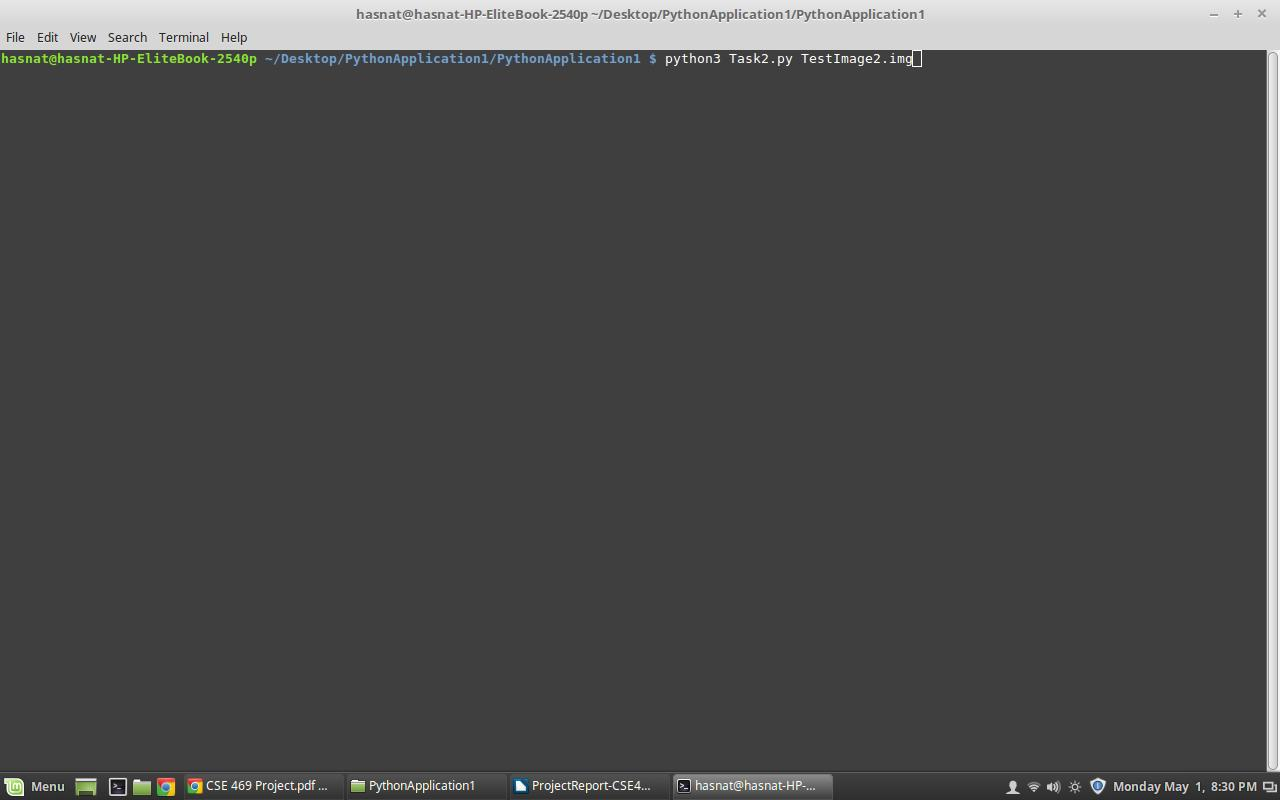 hasnat@hasnat-HP-EliteBook-2540p ~/Desktop/PythonApplication1/PythonApplication1
File Edit View Search Terminal Help
hasnat@hasnat-HP-EliteBook-2540p ~/Desktop/PythonApplication1/PythonApplication1 $ python3 Task2.py TestImage2.img
Menu CSE 469 Project.pdf ... PythonApplication1 ProjectReport-CSE4... hasnat@hasnat-HP-... Monday May 1, 8:30 PM